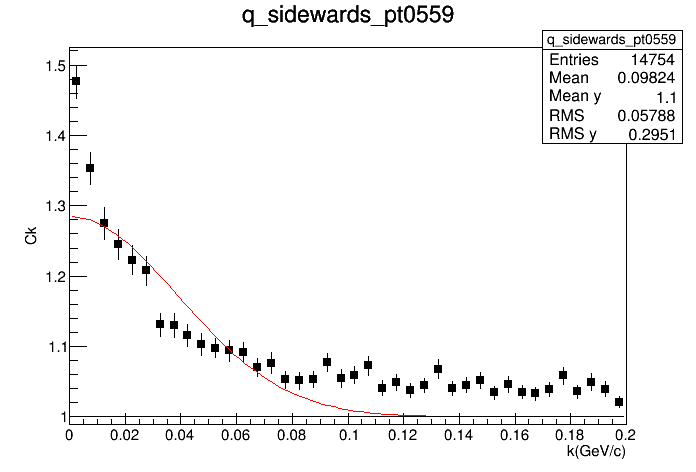 q_sidewards_pt0559
q_sidewards_pt0559
Entries 14754
Mean 0.09824
Mean y 1.1
RMS 0.05788
RMS y 0.2951
1.5
1.4
1.3
1.2
1.1
1
Ck
0 0.02 0.04 0.06 0.08 0.1 0.12 0.14 0.16 0.18 0.2
k(GeV/c)